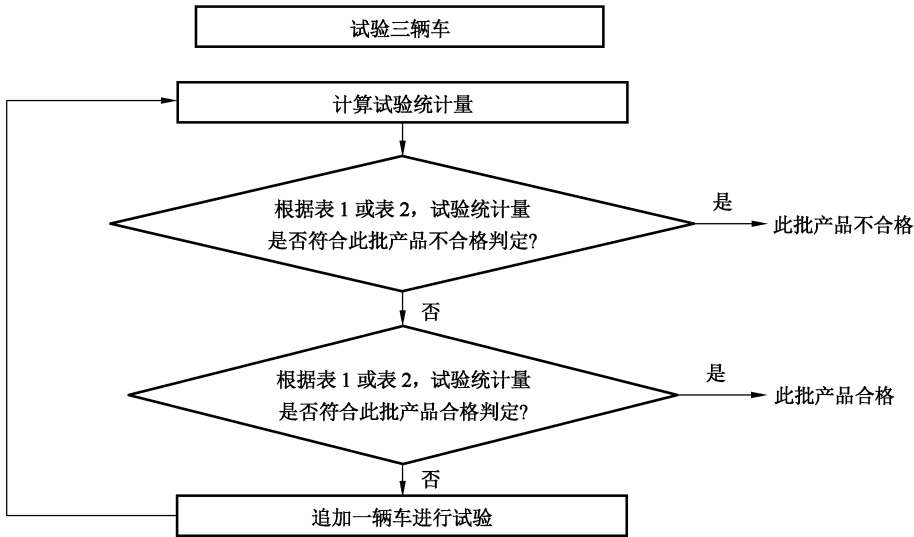 试验三辆车
计算试验统计量
根据表1或表2，试验统计量
是否符合此批产品不合格判定?
是
此批产品不合格
否
根据表1或表2，试验统计量
是否符合此批产品合格判定?
是
此批产品合格
否
追加一辆车进行试验